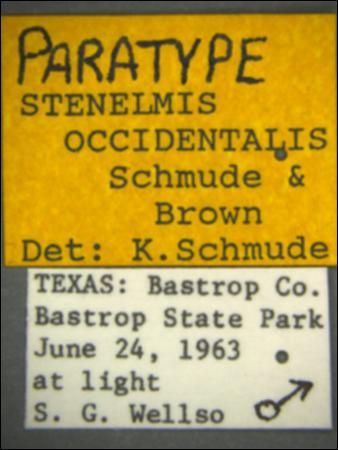 PARATYPE
STENELMIS
OCCIDENTALIS
Schmude &
Brown
Det: K.Schmude
TEXAS: Bastrop Co.
Bastrop State Park
June 24, 1963
at light
S. G. Wellso ♂